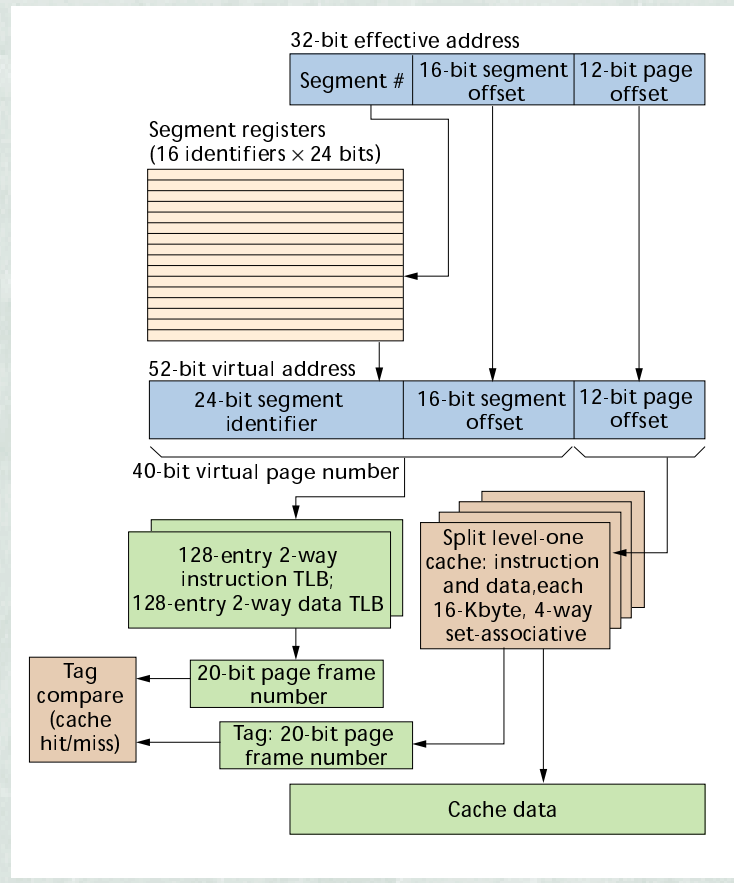 32-bit effective address
Segment #
16-bit segment
offset
12-bit page
offset
Segment registers
(16 identifiers × 24 bits)
52-bit virtual address
24-bit segment
identifier
16-bit segment
offset
12-bit page
offset
40-bit virtual page number
128-entry 2-way
instruction TLB;
128-entry 2-way data TLB
Split level-one
cache: instruction
and data,each
16-Kbyte, 4-way
set-associative
Tag
compare
(cache
hit/miss)
20-bit page frame
number
Tag: 20-bit page
frame number
Cache data